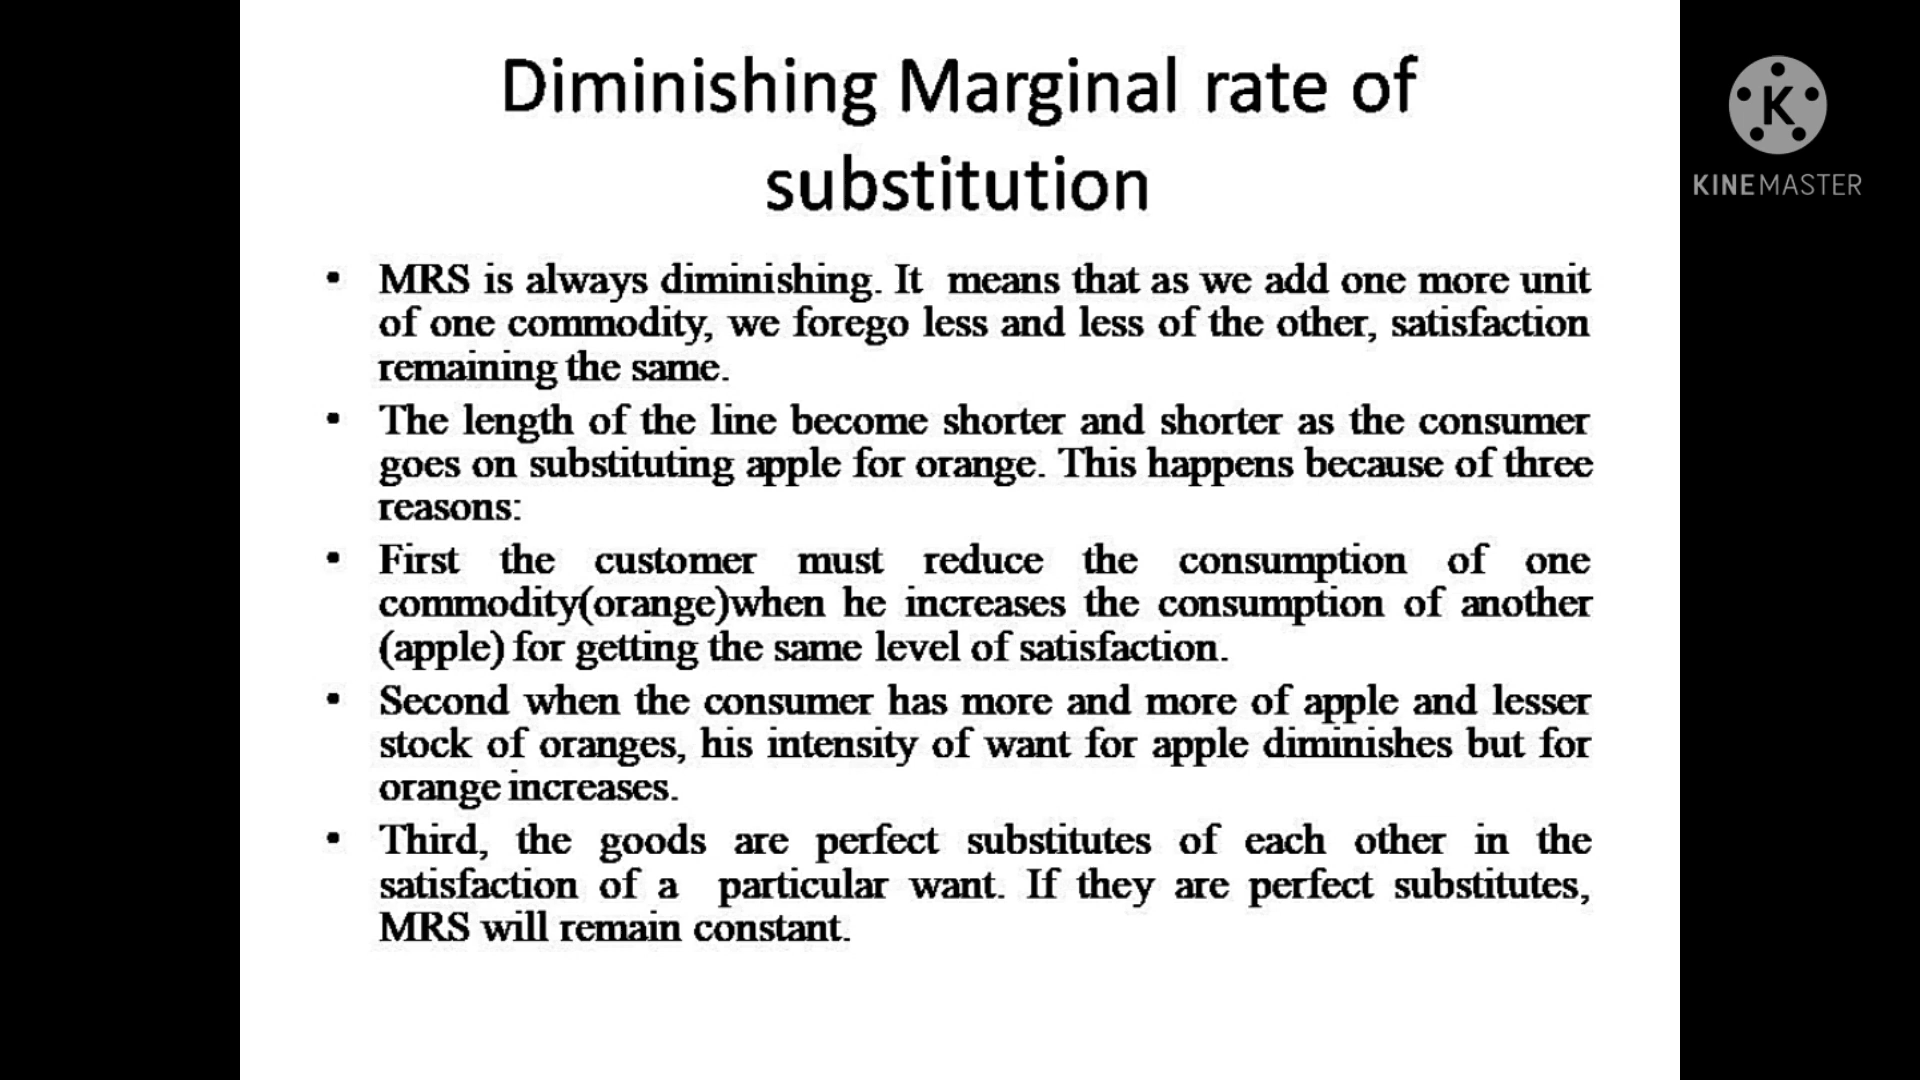 Diminishing Marginal rate of
substitution
• MRS is always diminishing. It means that as we add one more unit
of one commodity, we forego less and less of the other, satisfaction
remaining the same.
• The length of the line become shorter and shorter as the consumer
goes on substituting apple for orange. This happens because of three
reasons:
• First the customer must reduce the consumption of one
commodity(orange)when he increases the consumption of another
(apple) for getting the same level of satisfaction.
• Second when the consumer has more and more of apple and lesser
stock of oranges, his intensity of want for apple diminishes but for
orange increases.
• Third, the goods are perfect substitutes of each other in the
satisfaction of a particular want. If they are perfect substitutes,
MRS will remain constant.
K
KINEMASTER